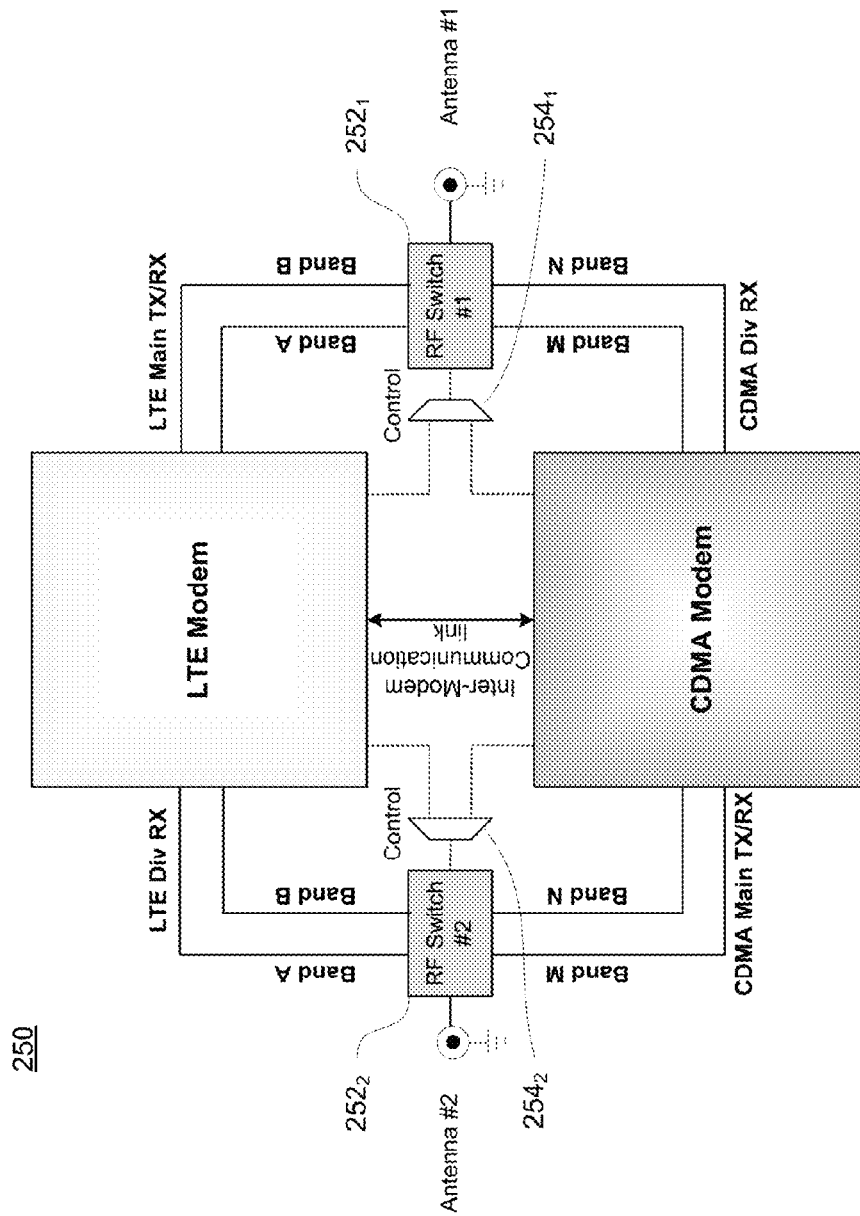 250
LTE Div RX
LTE Main TX/RX
Band A
Band B
Band A
Band B
LTE Modem
252₂
252₁
Control
Control
Antenna #2
RF Switch
#2
Inter-Modem
Communication
link
RF Switch
#1
Antenna #1
254₂
254₁
Band M
Band N
Band M
Band N
CDMA Modem
CDMA Main TX/RX
CDMA Div RX